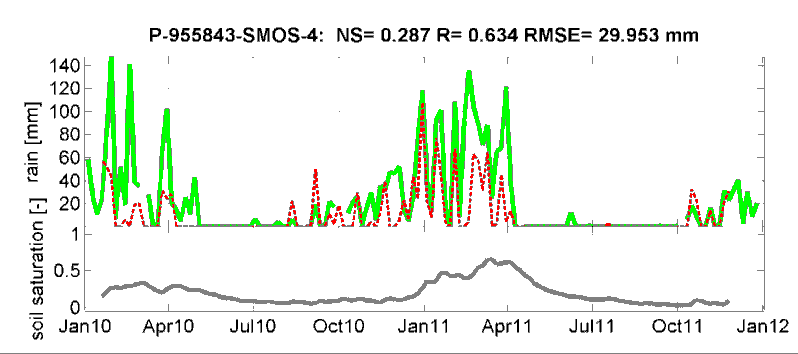 P-955843-SMOS-4: NS= 0.287 R= 0.634 RMSE= 29.953 mm
rain [mm]
140
120
100
80
60
40
20
soil saturation [-]
1
0.5
0
Jan10 Apr10 Jul10 Oct10 Jan11 Apr11 Jul11 Oct11 Jan12